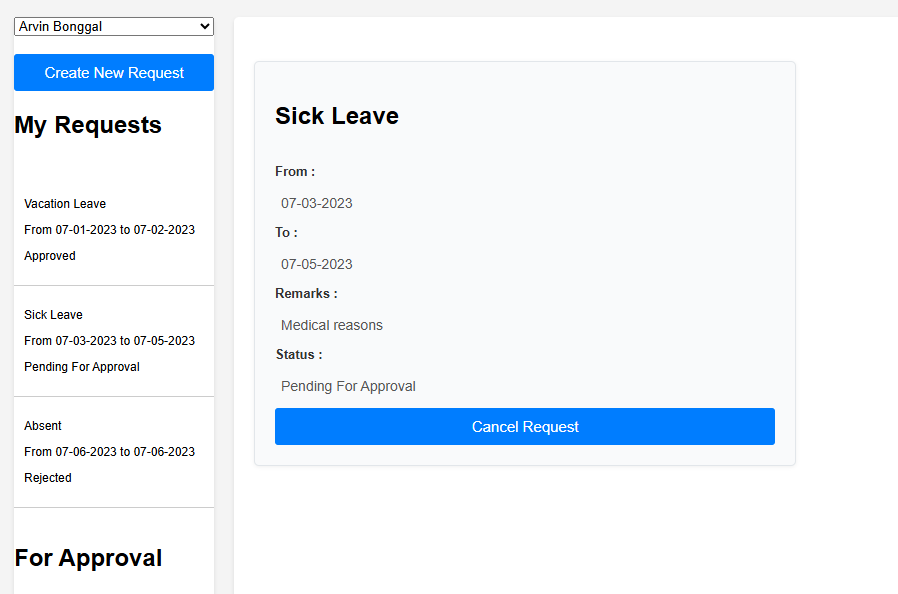 Arvin Bonggal
Create New Request
My Requests
Vacation Leave
From 07-01-2023 to 07-02-2023
Approved
Sick Leave
From 07-03-2023 to 07-05-2023
Pending For Approval
Absent
From 07-06-2023 to 07-06-2023
Rejected
For Approval
Sick Leave
From :
07-03-2023
To :
07-05-2023
Remarks :
Medical reasons
Status :
Pending For Approval
Cancel Request